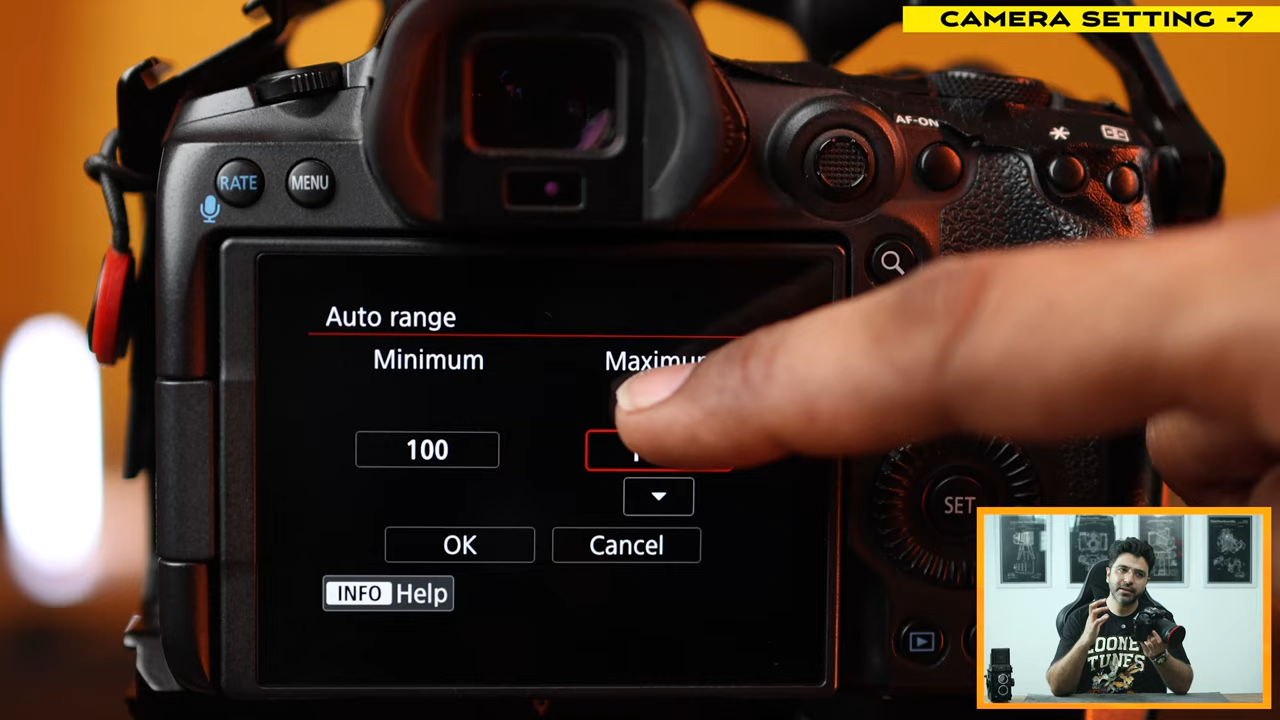 CAMERA SETTING -7
AF-ON
RATE
MENU
Auto range
Minimum
100
OK
Cancel
INFO Help
SET
LOONEY
TUNES